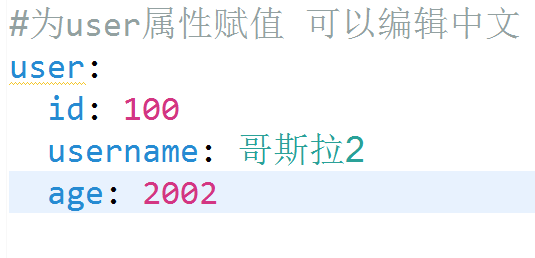 #为user属性赋值 可以编辑中文
user:
  id: 100
  username: 哥斯拉2
  age: 2002